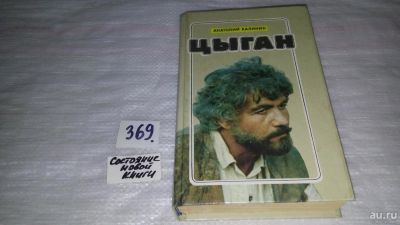 АНАТОЛИЙ КАЛИНИН
ЦЫГАН
369.
Состояние
новой
книги
au.ru